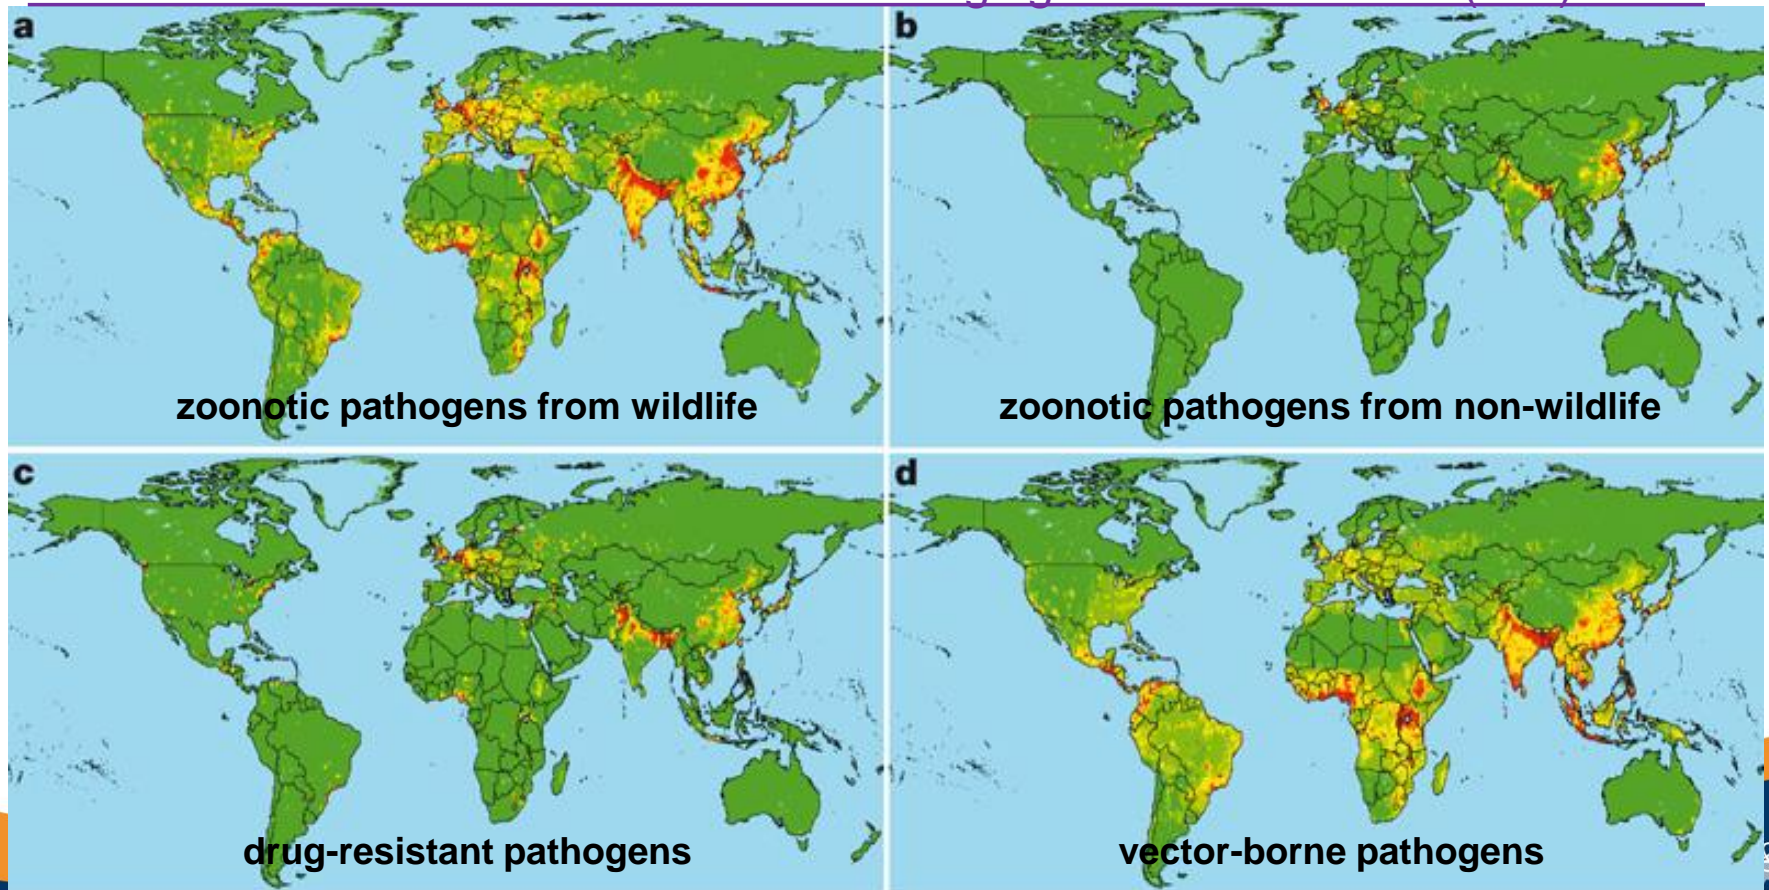 a
b
zoonotic pathogens from wildlife
zoonotic pathogens from non-wildlife
c
d
drug-resistant pathogens
vector-borne pathogens